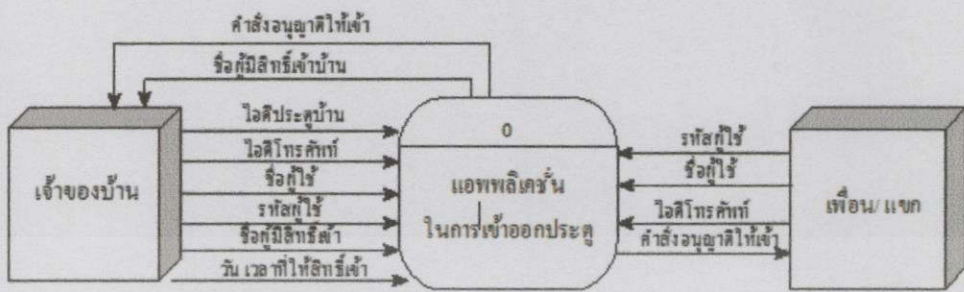 คำสั่งอนุญาติให้เข้า
ชื่อผู้มีสิทธิ์เจ้าบ้าน
เจ้าของบ้าน
ไอดีประตูบ้าน
ไอดีโทรศัพท์
ชื่อผู้ใช้
รหัสผู้ใช้
ชื่อผู้มีสิทธิ์เข้า
วัน เวลาที่ให้สิทธิ์เข้า
0
แอพพลิเคชั่น
ในการเข้าออกประตู
รหัสผู้ใช้
ชื่อผู้ใช้
ไอดีโทรศัพท์
คำสั่งอนุญาติให้เข้า
เพื่อน/แขก